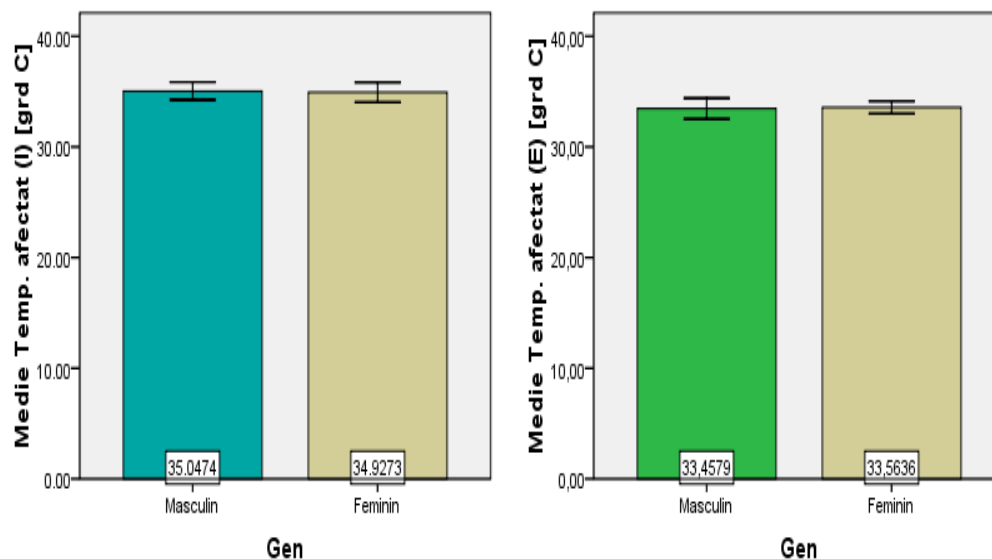 Medie Temp. afectat (I) [grd C]
40.00
30.00
20.00
10.00
0.00
35.0474
34.9273
Masculin
Feminin
Gen
Medie Temp. afectat (E) [grd C]
40,00
30,00
20,00
10,00
0,00
33,4579
33,5636
Masculin
Feminin
Gen